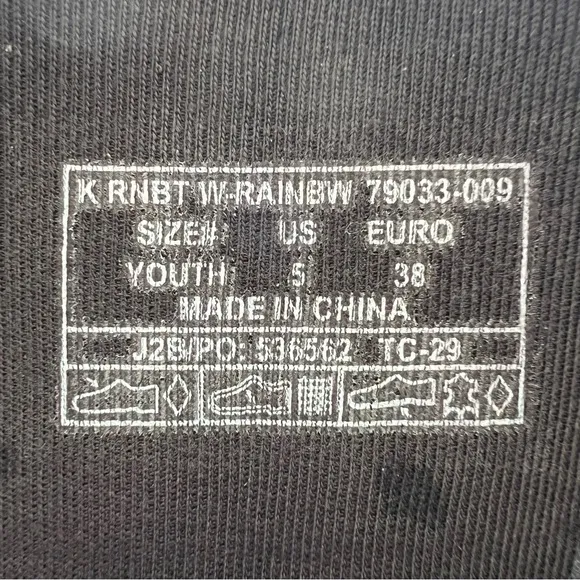 K RNBT W-RAINBW 79033-009
SIZE# US EURO
YOUTH 5 38
MADE IN CHINA
J2B/PO: 536562 TC-29